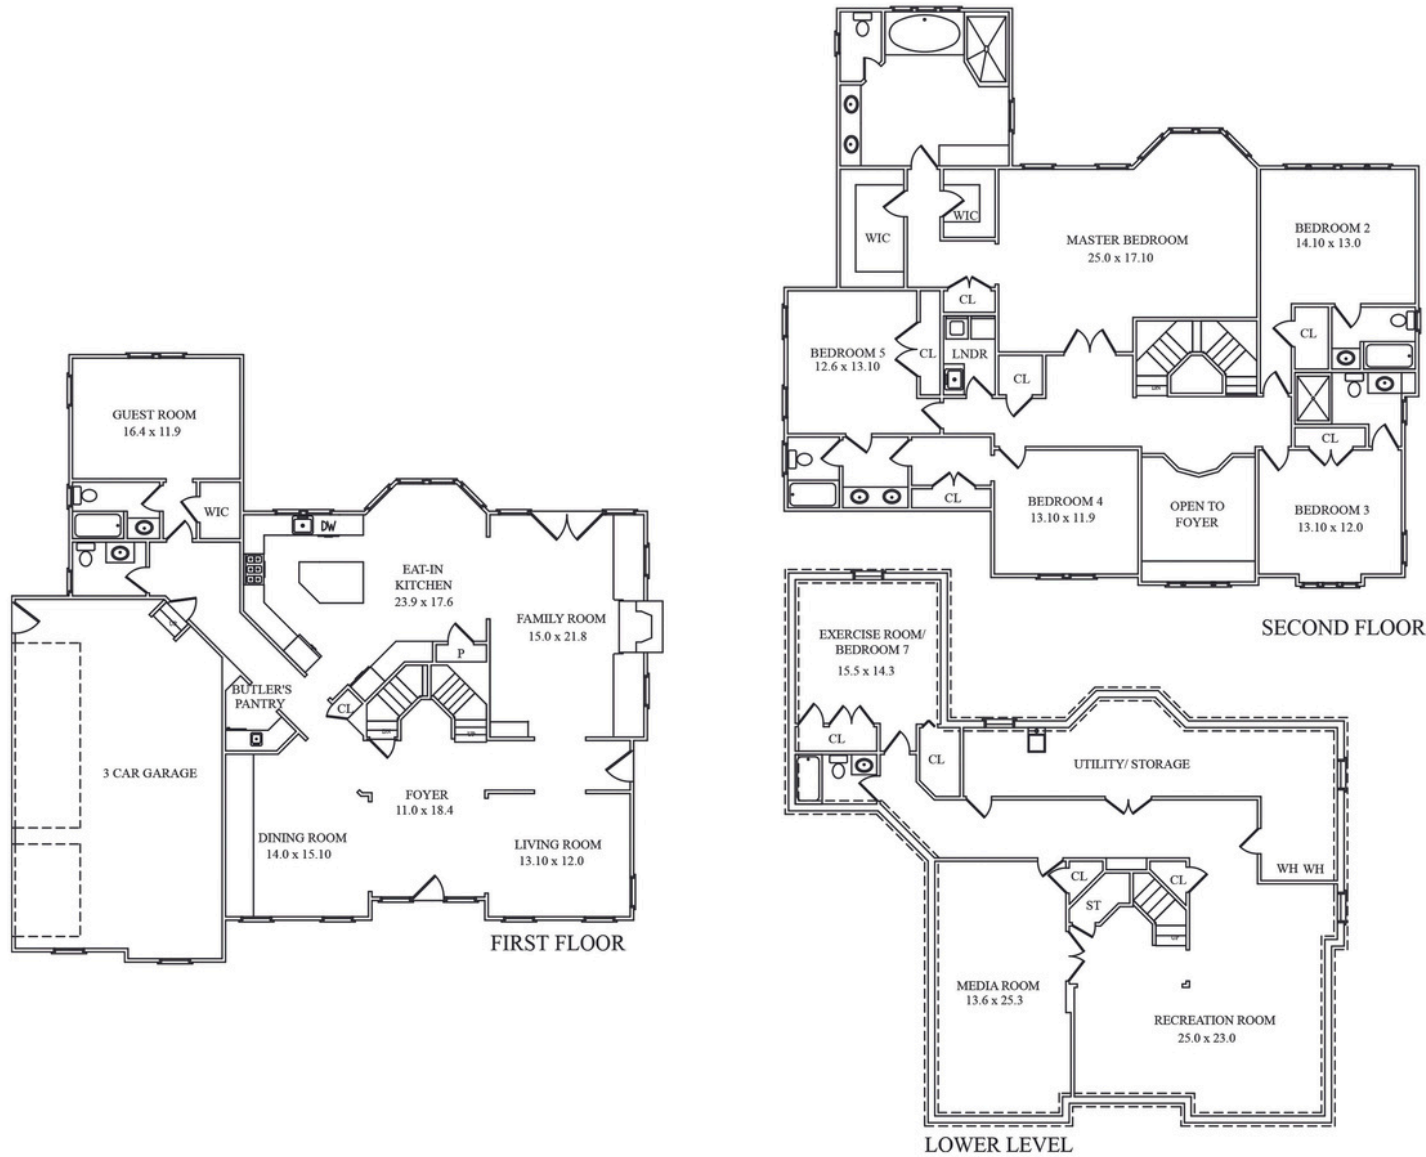 GUEST ROOM
16.4 x 11.9
WIC
DW
EAT-IN
KITCHEN
23.9 x 17.6
FAMILY ROOM
15.0 x 21.8
UP
P
BUTLER'S
PANTRY
CL
UP
3 CAR GARAGE
FOYER
11.0 x 18.4
DINING ROOM
14.0 x 15.10
LIVING ROOM
13.10 x 12.0
FIRST FLOOR
WIC
WIC
MASTER BEDROOM
25.0 x 17.10
BEDROOM 2
14.10 x 13.0
CL
CL
BEDROOM 5
12.6 x 13.10
CL
LNDR
CL
CL
CL
BEDROOM 4
13.10 x 11.9
OPEN TO
FOYER
BEDROOM 3
13.10 x 12.0
SECOND FLOOR
EXERCISE ROOM/
BEDROOM 7
15.5 x 14.3
CL
CL
UTILITY/ STORAGE
WH WH
CL
CL
ST
UP
MEDIA ROOM
13.6 x 25.3
RECREATION ROOM
25.0 x 23.0
LOWER LEVEL